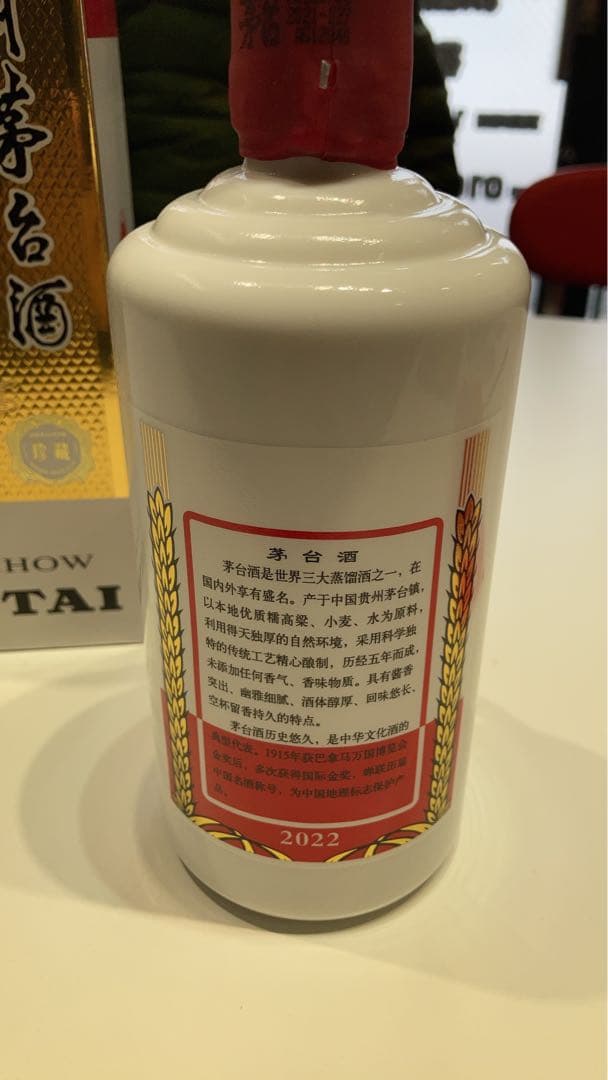 茅台酒
珍藏
HOW
TAI
茅台酒
茅台酒是世界三大蒸馏酒之一，在
国内外享有盛名。产于中国贵州茅台镇，
以本地优质糯高粱、小麦、水为原料，
利用得天独厚的自然环境，采用科学独
特的传统工艺精心酿制，历经五年而成，
未添加任何香气、香味物质。具有酱香
突出、幽雅细腻、酒体醇厚、回味悠长、
空杯留香持久的特点。
茅台酒历史悠久，是中华文化酒的
典型代表。1915年获巴拿马万国博览会
金奖后，多次获得国际金奖，蝉联历届
中国名酒称号，为中国地理标志保护产
品。
2022